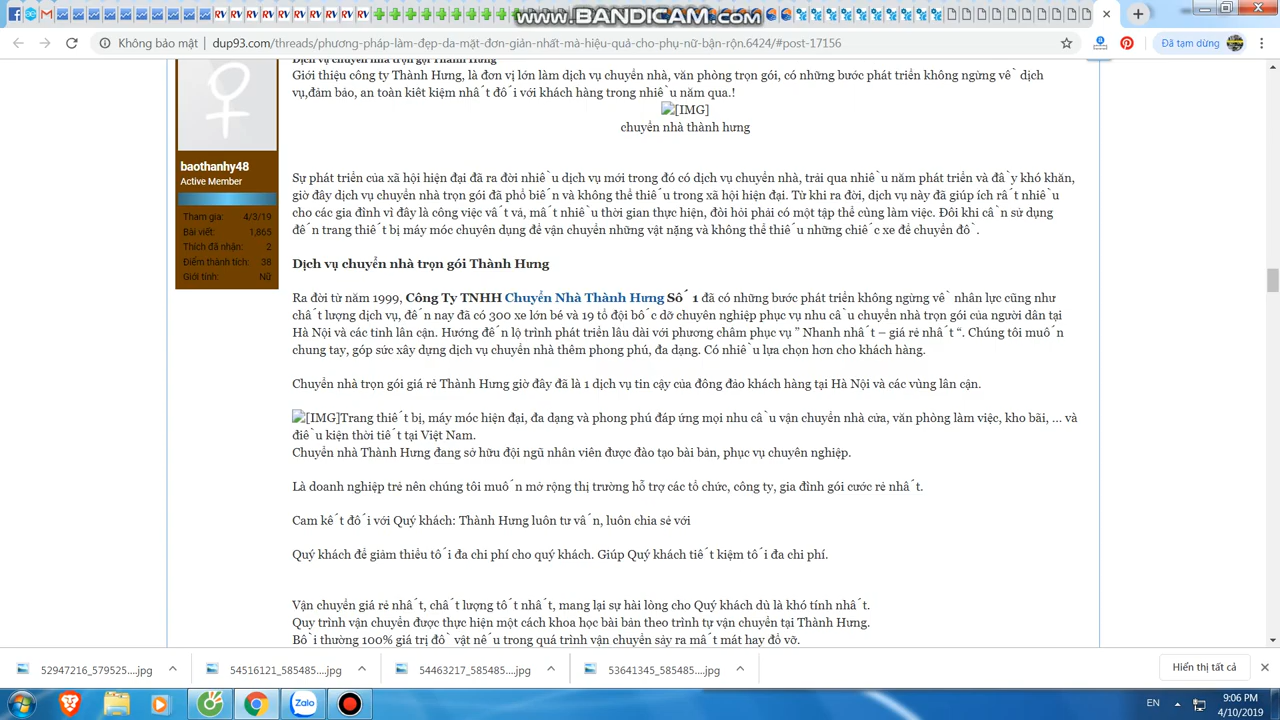 www.BANDICAM.com
Không bảo mật | dup93.com/threads/phương-pháp-làm-đẹp-da-mặt-đơn-giản-nhất-mà-hiệu-quả-cho-phụ-nữ-bận-rộn.6424/#post-17156
Đã tạm dừng
Dịch vụ chuyển nhà trọn gói Thành Hưng
Giới thiệu công ty Thành Hưng, là đơn vị lớn làm dịch vụ chuyển nhà, văn phòng trọn gói, có những bước phát triển không ngừng về dịch
vụ,đảm bảo, an toàn kiêt kiệm nhất đối với khách hàng trong nhiều năm qua.!
[IMG]
chuyển nhà thành hưng
baothanhy48
Active Member
Tham gia: 4/3/19
Bài viết: 1,865
Thích đã nhận: 2
Điểm thành tích: 38
Giới tính: Nữ
Sự phát triển của xã hội hiện đại đã ra đời nhiều dịch vụ mới trong đó có dịch vụ chuyển nhà, trải qua nhiều năm phát triển và đầy khó khăn,
giờ đây dịch vụ chuyển nhà trọn gói đã phổ biến và không thể thiếu trong xã hội hiện đại. Từ khi ra đời, dịch vụ này đã giúp ích rất nhiều
cho các gia đình vì đây là công việc vất vả, mất nhiều thời gian thực hiện, đòi hỏi phải có một tập thể cùng làm việc. Đôi khi cần sử dụng
đến trang thiết bị máy móc chuyên dụng để vận chuyển những vật nặng và không thể thiếu những chiếc xe để chuyển đồ.
Dịch vụ chuyển nhà trọn gói Thành Hưng
Ra đời từ năm 1999, Công Ty TNHH Chuyển Nhà Thành Hưng Số 1 đã có những bước phát triển không ngừng về nhân lực cũng như
chất lượng dịch vụ, đến nay đã có 300 xe lớn bé và 19 tổ đội bốc dỡ chuyên nghiệp phục vụ nhu cầu chuyển nhà trọn gói của người dân tại
Hà Nội và các tỉnh lân cận. Hướng đến lộ trình phát triển lâu dài với phương châm phục vụ ” Nhanh nhất – giá rẻ nhất “. Chúng tôi muốn
chung tay, góp sức xây dựng dịch vụ chuyển nhà thêm phong phú, đa dạng. Có nhiều lựa chọn hơn cho khách hàng.
Chuyển nhà trọn gói giá rẻ Thành Hưng giờ đây đã là 1 dịch vụ tin cậy của đông đảo khách hàng tại Hà Nội và các vùng lân cận.
[IMG]Trang thiết bị, máy móc hiện đại, đa dạng và phong phú đáp ứng mọi nhu cầu vận chuyển nhà cửa, văn phòng làm việc, kho bãi, ... và
điều kiện thời tiết tại Việt Nam.
Chuyển nhà Thành Hưng đang sở hữu đội ngũ nhân viên được đào tạo bài bản, phục vụ chuyên nghiệp.
Là doanh nghiệp trẻ nên chúng tôi muốn mở rộng thị trường hỗ trợ các tổ chức, công ty, gia đình gói cước rẻ nhất.
Cam kết đối với Quý khách: Thành Hưng luôn tư vấn, luôn chia sẻ với
Quý khách để giảm thiểu tối đa chi phí cho quý khách. Giúp Quý khách tiết kiệm tối đa chi phí.
Vận chuyển giá rẻ nhất, chất lượng tốt nhất, mang lại sự hài lòng cho Quý khách dù là khó tính nhất.
Quy trình vận chuyển được thực hiện một cách khoa học bài bản theo trình tự vận chuyển tại Thành Hưng.
Bồi thường 100% giá trị đồ vật nếu trong quá trình vận chuyển sảy ra mất mát hay đổ vỡ.
52947216_579525....jpg
54516121_585485....jpg
54463217_585485....jpg
53641345_585485....jpg
Hiển thị tất cả
Zalo
EN
9:06 PM
4/10/2019